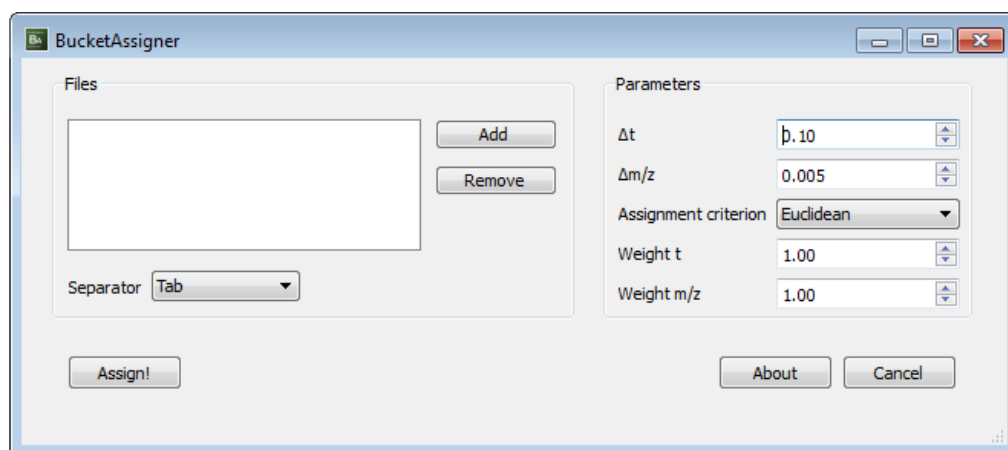 BA BucketAssigner
Files
Add
Remove
Separator Tab
Parameters
Δt 0.10
Δm/z 0.005
Assignment criterion Euclidean
Weight t 1.00
Weight m/z 1.00
Assign!
About Cancel